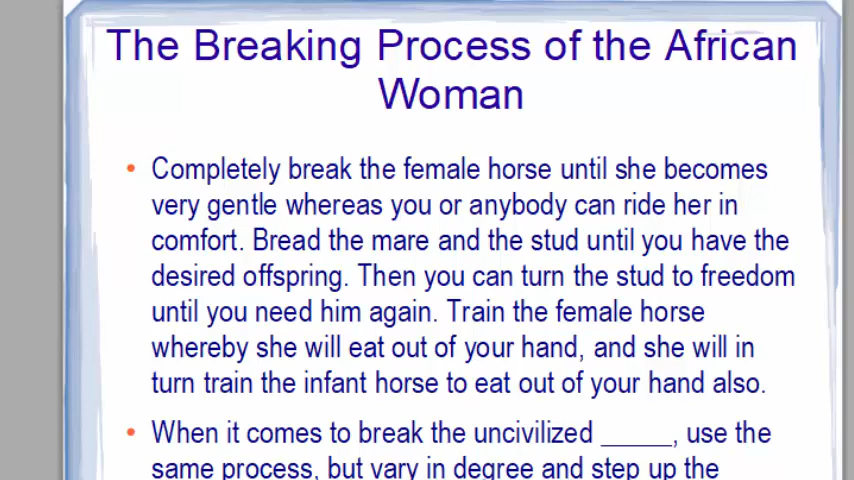 The Breaking Process of the African
Woman
• Completely break the female horse until she becomes
very gentle whereas you or anybody can ride her in
comfort. Bread the mare and the stud until you have the
desired offspring. Then you can turn the stud to freedom
until you need him again. Train the female horse
whereby she will eat out of your hand, and she will in
turn train the infant horse to eat out of your hand also.
• When it comes to break the uncivilized _____, use the
same process, but vary in degree and step up the